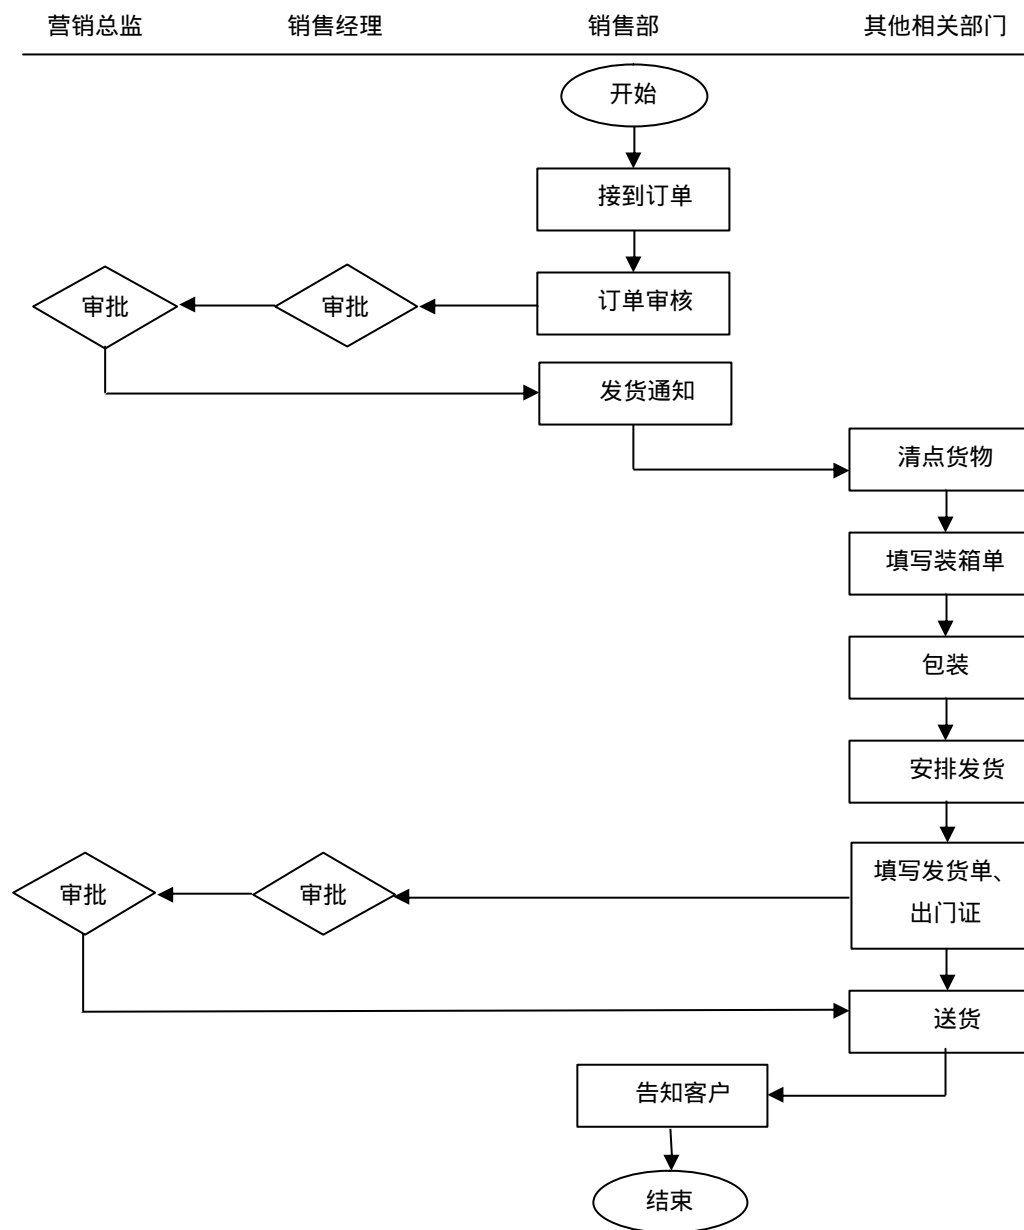 营销总监
销售经理
销售部
其他相关部门
开始
接到订单
订单审核
审批
审批
发货通知
清点货物
填写装箱单
包装
安排发货
填写发货单、
出门证
审批
审批
送货
告知客户
结束